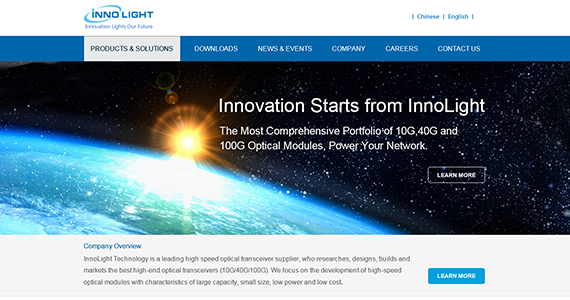 INNOLIGHT
Innovation Lights Our Future
| Chinese | English |
PRODUCTS & SOLUTIONS DOWNLOADS NEWS & EVENTS COMPANY CAREERS CONTACT US
Innovation Starts from InnoLight
The Most Comprehensive Portfolio of 10G,40G and
100G Optical Modules, Power Your Network.
LEARN MORE
Company Overview
InnoLight Technology is a leading high speed optical transceiver supplier, who researches, designs, builds and
markets the best high-end optical transceivers (10G/40G/100G). We focus on the development of high-speed
optical modules with characteristics of large capacity, small size, low power and low cost.
LEARN MORE